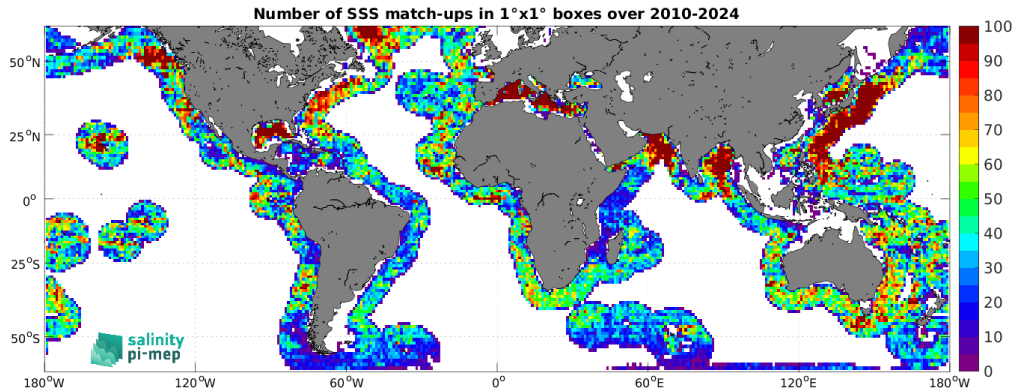 Number of SSS match-ups in 1°x1° boxes over 2010-2024
50°N
25°N
0°
25°S
50°S
180°W
120°W
60°W
0°
60°E
120°E
180°W
100
90
80
70
60
50
40
30
20
10
0
salinity
pi-mep